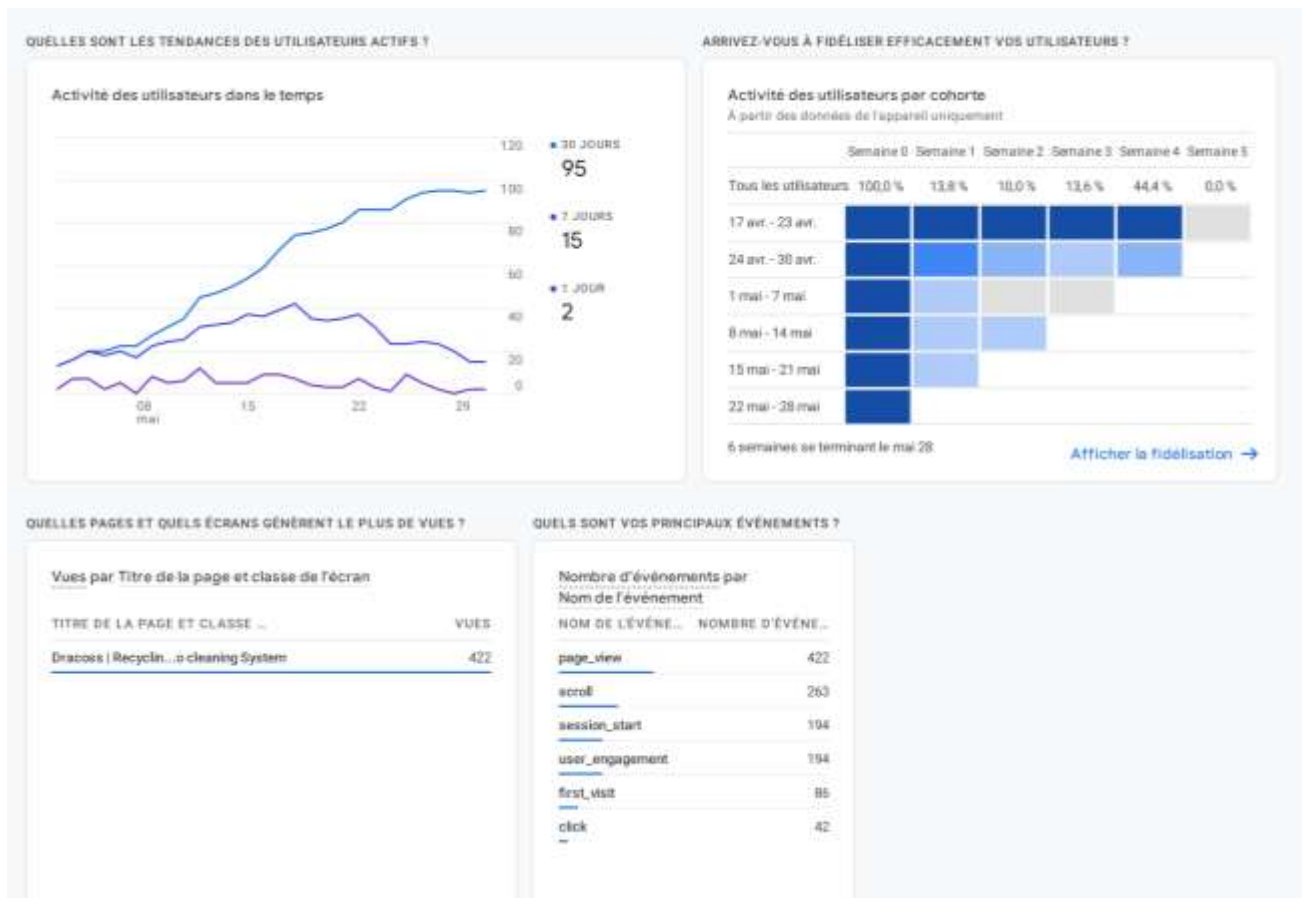 QUELLES SONT LES TENDANCES DES UTILISATEURS ACTIFS ?
Activité des utilisateurs dans le temps
120
100
80
60
40
20
0
08
mai
15
22
29
30 JOURS
95
7 JOURS
15
1 JOUR
2
ARRIVEZ-VOUS À FIDÉLISER EFFICACEMENT VOS UTILISATEURS ?
Activité des utilisateurs par cohorte
À partir des données de l'appareil uniquement
Semaine 0 Semaine 1 Semaine 2 Semaine 3 Semaine 4 Semaine 5
Tous les utilisateurs 100,0 % 13,8 % 10,0 % 13,6 % 44,4 % 0,0 %
17 avr. - 23 avr.
24 avr. - 30 avr.
1 mai - 7 mai
8 mai - 14 mai
15 mai - 21 mai
22 mai - 28 mai
6 semaines se terminant le mai 28
Afficher la fidélisation →
QUELLES PAGES ET QUELS ÉCRANS GÉNÈRENT LE PLUS DE VUES ?
Vues par Titre de la page et classe de l'écran
TITRE DE LA PAGE ET CLASSE ... VUES
Dracoss | Recyclin...o cleaning System 422
QUELS SONT VOS PRINCIPAUX ÉVÉNEMENTS ?
Nombre d'événements par
Nom de l'événement
NOM DE L'ÉVÉNE... NOMBRE D'ÉVÉNE...
page_view 422
scroll 263
session_start 194
user_engagement 194
first_visit 86
click 42